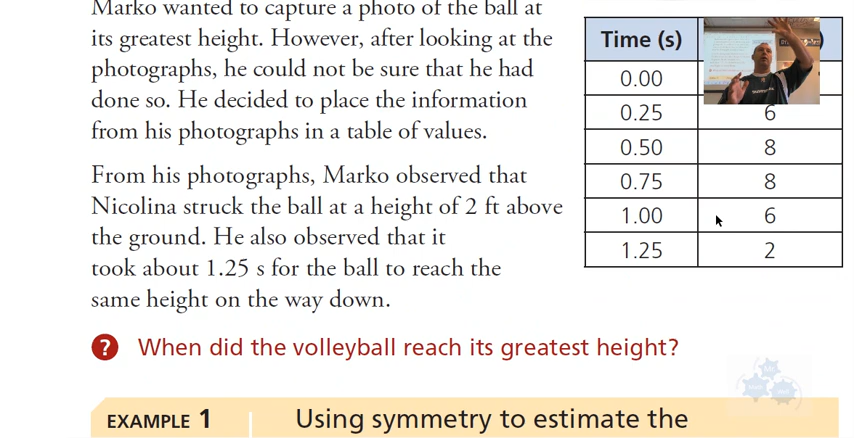 Marko wanted to capture a photo of the ball at
its greatest height. However, after looking at the
photographs, he could not be sure that he had
done so. He decided to place the information
from his photographs in a table of values.
From his photographs, Marko observed that
Nicolina struck the ball at a height of 2 ft above
the ground. He also observed that it
took about 1.25 s for the ball to reach the
same height on the way down.
Time (s)
0.00
0.25 6
0.50 8
0.75 8
1.00 6
1.25 2
? When did the volleyball reach its greatest height?
EXAMPLE 1 Using symmetry to estimate the